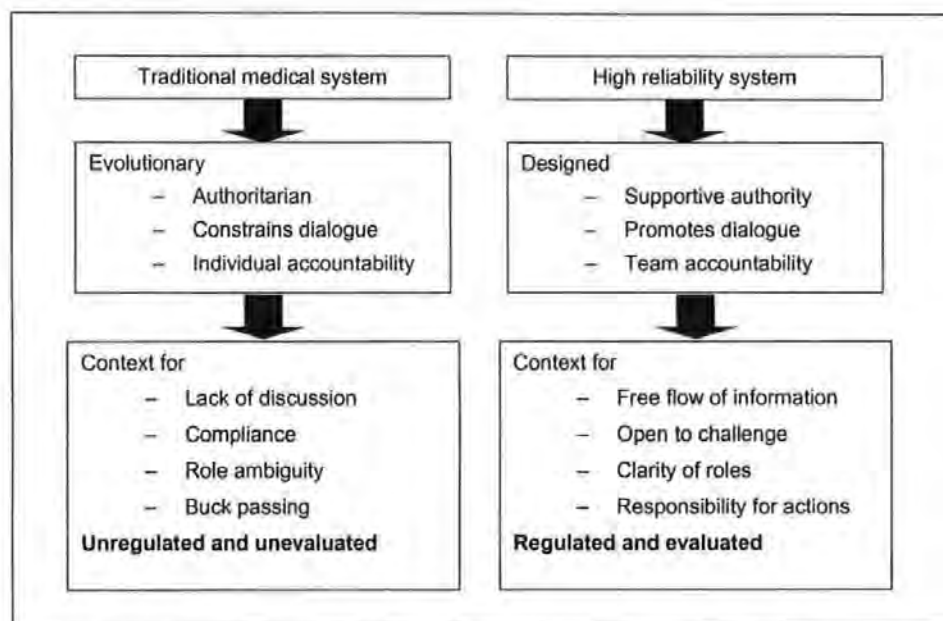 Traditional medical system
Evolutionary
– Authoritarian
– Constrains dialogue
– Individual accountability
Context for
– Lack of discussion
– Compliance
– Role ambiguity
– Buck passing
Unregulated and unevaluated
High reliability system
Designed
– Supportive authority
– Promotes dialogue
– Team accountability
Context for
– Free flow of information
– Open to challenge
– Clarity of roles
– Responsibility for actions
Regulated and evaluated